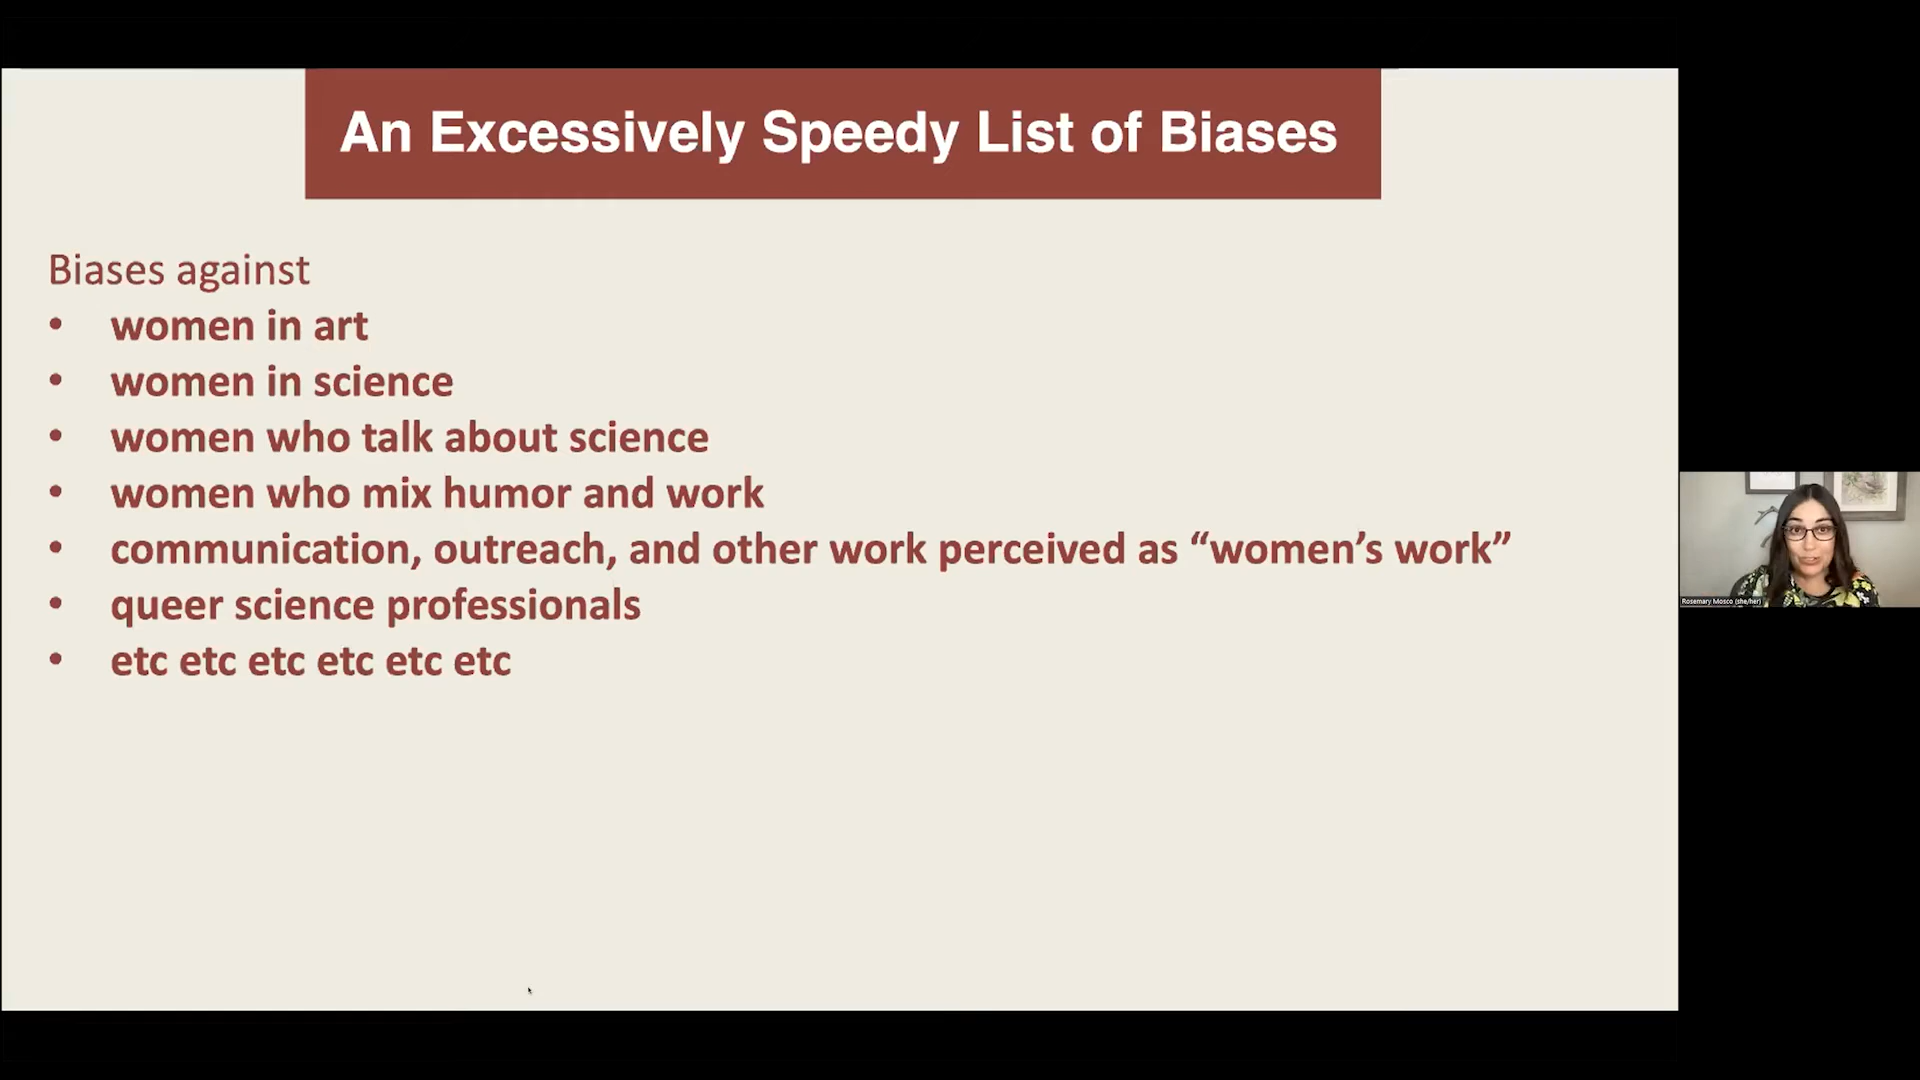 An Excessively Speedy List of Biases
Biases against
• women in art
• women in science
• women who talk about science
• women who mix humor and work
• communication, outreach, and other work perceived as “women’s work”
• queer science professionals
• etc etc etc etc etc etc
Rosemary Mosco (she/her)